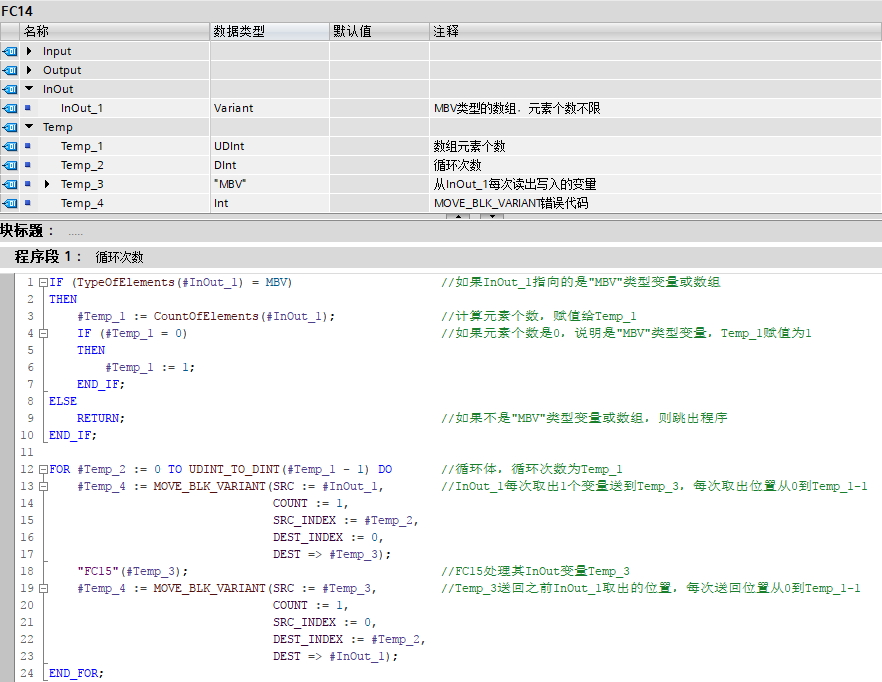 FC14
名称 数据类型 默认值 注释
Input
Output
InOut
InOut_1 Variant MBV类型的数组．元素个数不限
Temp
Temp_1 UDInt 数组元素个数
Temp_2 DInt 循环次数
Temp_3 "MBV" 从InOut_1每次读出写入的变量
Temp_4 Int MOVE_BLK_VARIANT错误代码
块标题： .....
程序段 1： 循环次数
1 IF (TypeOfElements(#InOut_1) = MBV) //如果InOut_1指向的是"MBV"类型变量或数组
2 THEN
3 #Temp_1 := CountOfElements(#InOut_1); //计算元素个数，赋值给Temp_1
4 IF (#Temp_1 = 0) //如果元素个数是0，说明是"MBV"类型变量，Temp_1赋值为1
5 THEN
6 #Temp_1 := 1;
7 END_IF;
8 ELSE
9 RETURN; //如果不是"MBV"类型变量或数组，则跳出程序
10 END_IF;
11
12 FOR #Temp_2 := 0 TO UDINT_TO_DINT(#Temp_1 - 1) DO //循环体，循环次数为Temp_1
13 #Temp_4 := MOVE_BLK_VARIANT(SRC := #InOut_1, //InOut_1每次取出1个变量送到Temp_3，每次取出位置从0到Temp_1-1
14 COUNT := 1,
15 SRC_INDEX := #Temp_2,
16 DEST_INDEX := 0,
17 DEST => #Temp_3);
18 "FC15"(#Temp_3); //FC15处理其InOut变量Temp_3
19 #Temp_4 := MOVE_BLK_VARIANT(SRC := #Temp_3, //Temp_3送回之前InOut_1取出的位置，每次送回位置从0到Temp_1-1
20 COUNT := 1,
21 SRC_INDEX := 0,
22 DEST_INDEX := #Temp_2,
23 DEST => #InOut_1);
24 END_FOR;